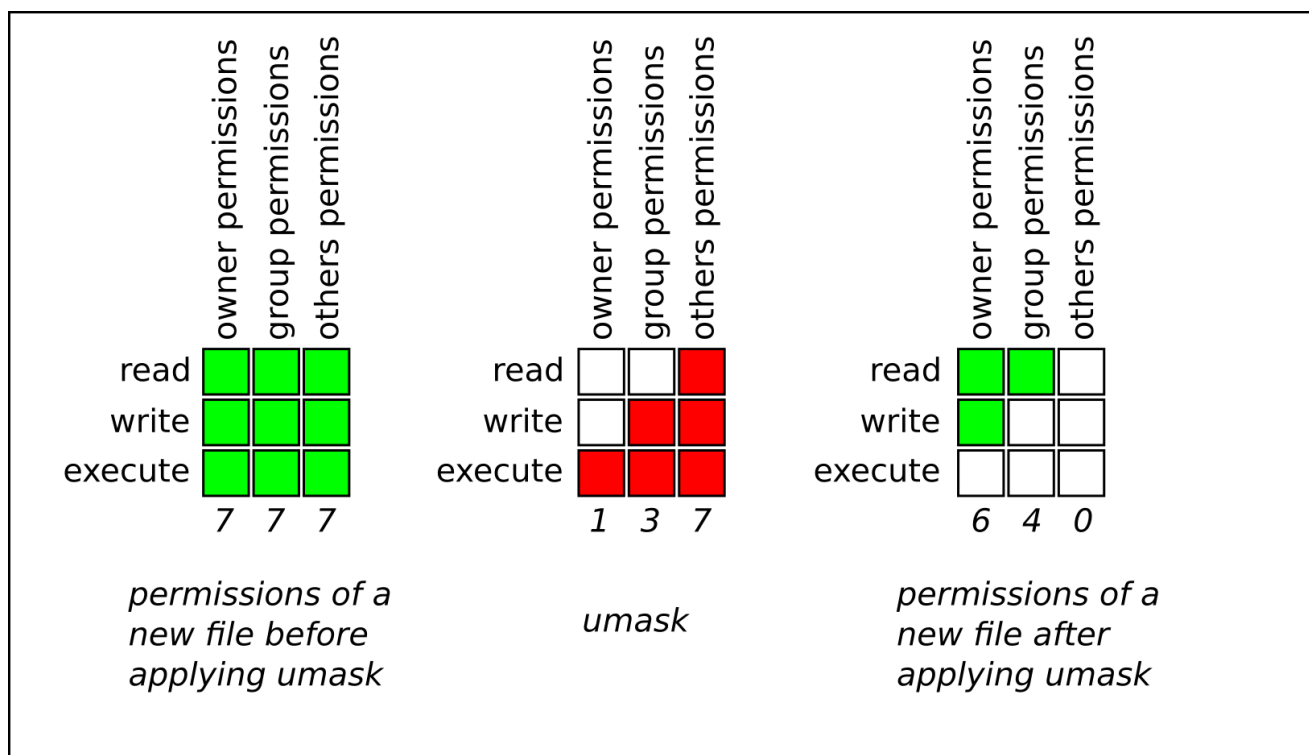 owner permissions
group permissions
others permissions
read
write
execute
7 7 7
permissions of a
new file before
applying umask
owner permissions
group permissions
others permissions
read
write
execute
1 3 7
umask
owner permissions
group permissions
others permissions
read
write
execute
6 4 0
permissions of a
new file after
applying umask